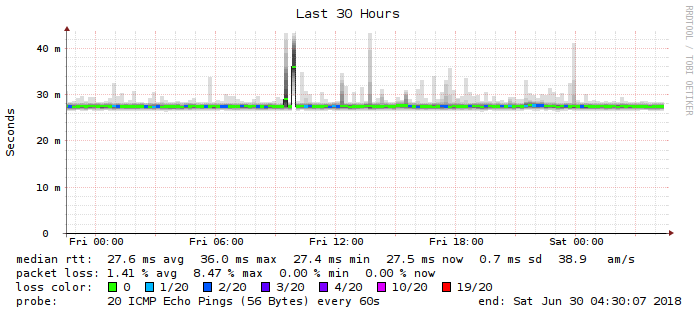 Last 30 Hours
RRDTOOL / TOBI OETIKER
Seconds
40 m
30 m
20 m
10 m
0
Fri 00:00 Fri 06:00 Fri 12:00 Fri 18:00 Sat 00:00
median rtt: 27.6 ms avg 36.0 ms max 27.4 ms min 27.5 ms now 0.7 ms sd 38.9 am/s
packet loss: 1.41 % avg 8.47 % max 0.00 % min 0.00 % now
loss color: 0 1/20 2/20 3/20 4/20 10/20 19/20
probe: 20 ICMP Echo Pings (56 Bytes) every 60s end: Sat Jun 30 04:30:07 2018